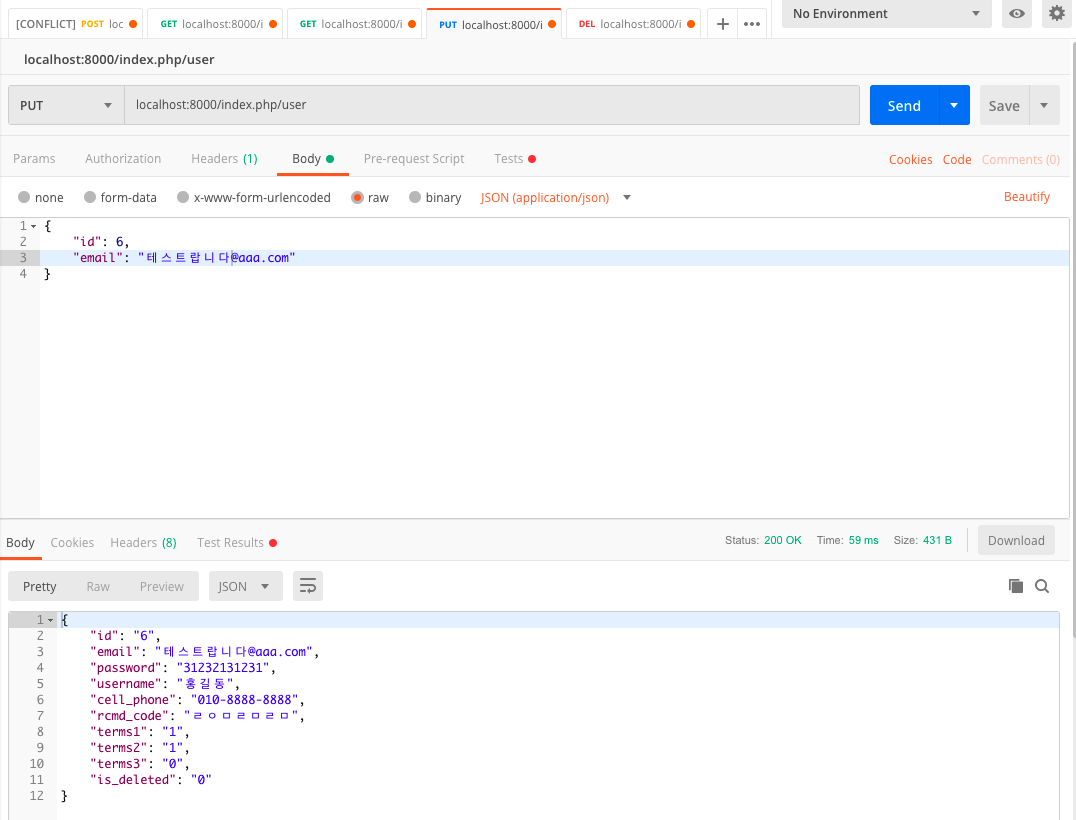 [CONFLICT] POST loc GET localhost:8000/i GET localhost:8000/i PUT localhost:8000/i DEL localhost:8000/i + ••• No Environment
localhost:8000/index.php/user
PUT localhost:8000/index.php/user Send Save
Params Authorization Headers (1) Body Pre-request Script Tests Cookies Code Comments (0)
none form-data x-www-form-urlencoded raw binary JSON (application/json) Beautify
1 {
2 "id": 6,
3 "email": "테스트랍니다@aaa.com"
4 }
Body Cookies Headers (8) Test Results Status: 200 OK Time: 59 ms Size: 431 B Download
Pretty Raw Preview JSON
1 {
2 "id": "6",
3 "email": "테스트랍니다@aaa.com",
4 "password": "31232131231",
5 "username": "홍길동",
6 "cell_phone": "010-8888-8888",
7 "rcmd_code": "ㄹㅇㅁㄹㅁㄹㅁ",
8 "terms1": "1",
9 "terms2": "1",
10 "terms3": "0",
11 "is_deleted": "0"
12 }